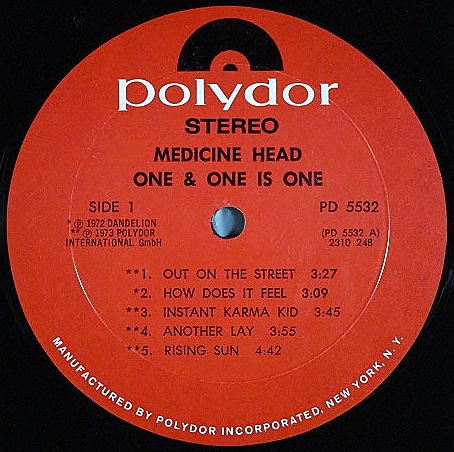 polydor
STEREO
MEDICINE HEAD
ONE & ONE IS ONE
SIDE 1
PD 5532
* Ⓟ 1972 DANDELION
** Ⓟ 1973 POLYDOR
INTERNATIONAL GmbH
(PD 5532 A)
2310 248
**1. OUT ON THE STREET 3:27
*2. HOW DOES IT FEEL 3:09
**3. INSTANT KARMA KID 3:45
**4. ANOTHER LAY 3:55
**5. RISING SUN 4:42
MANUFACTURED BY POLYDOR INCORPORATED, NEW YORK, N. Y.